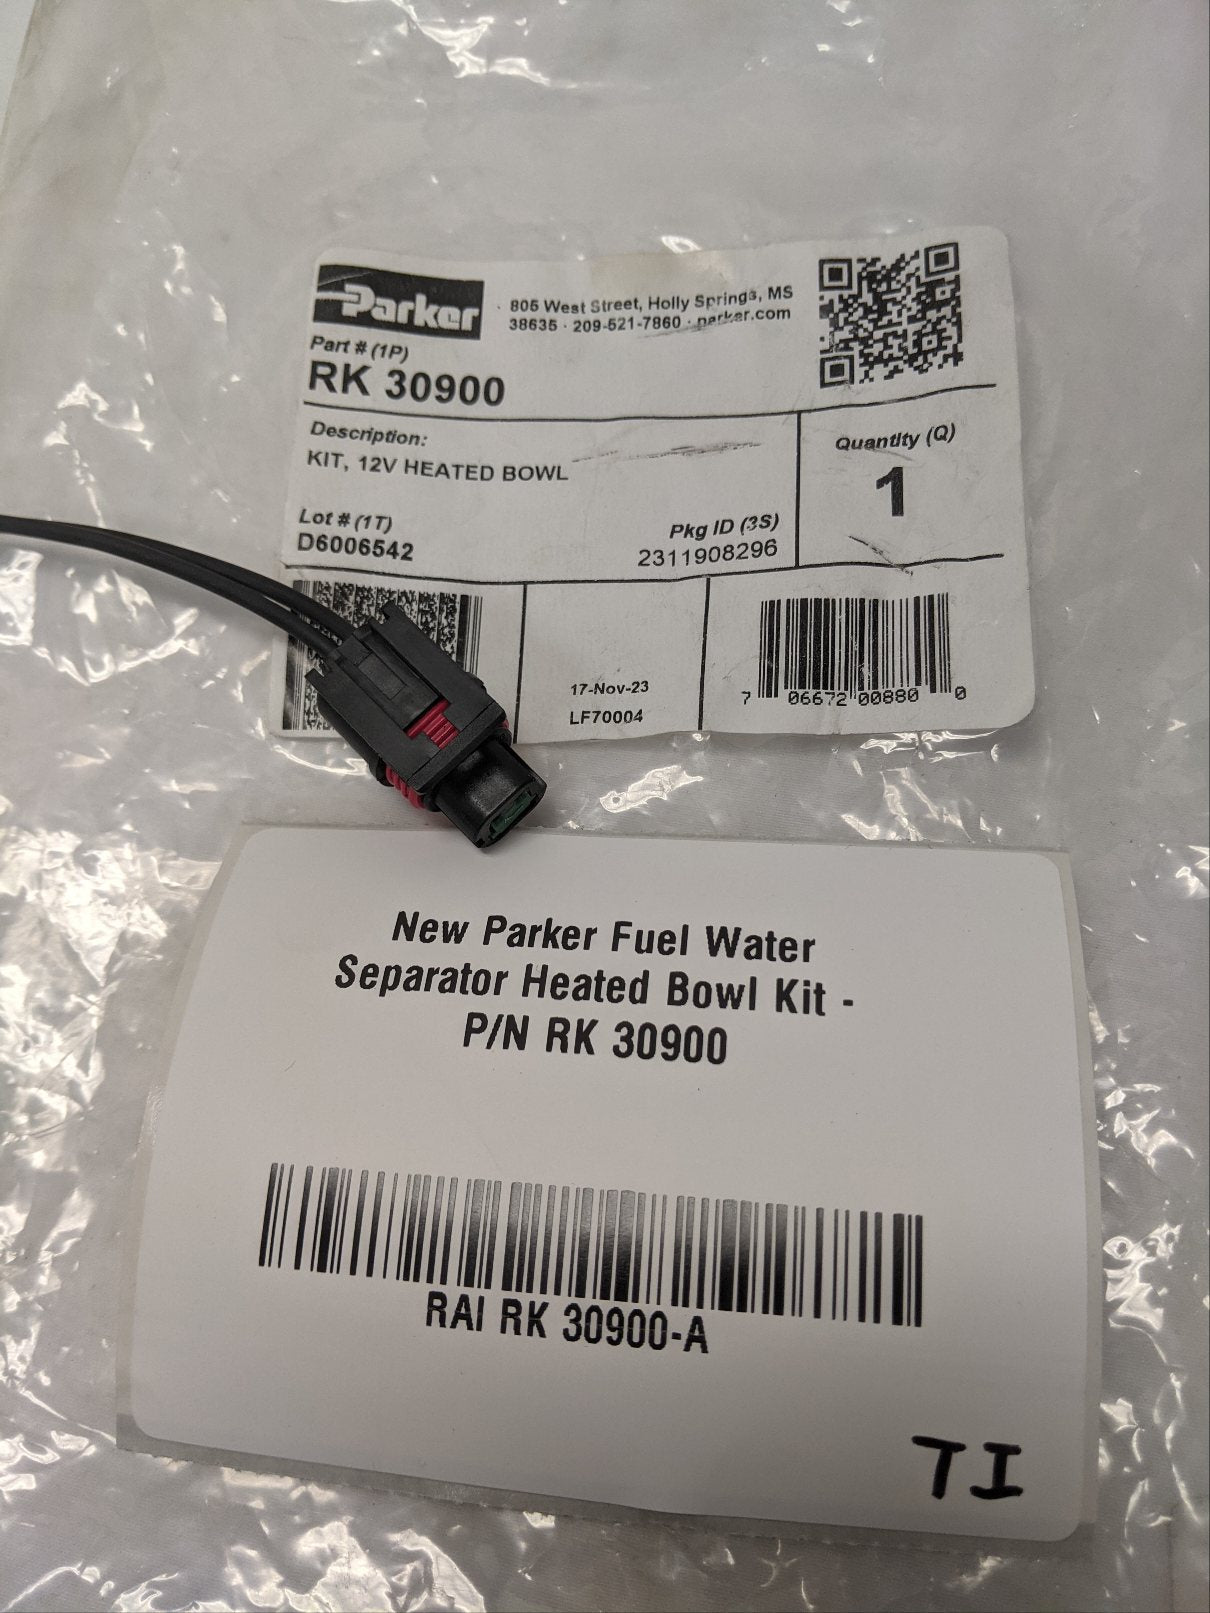 Parker
· 805 West Street, Holly Springs, MS
38635 · 209-521-7860 · parker.com
Part # (1P)
RK 30900
Description:
KIT, 12V HEATED BOWL
Quantity (Q)
1
Lot # (1T)
D6006542
Pkg ID (3S)
2311908296
17-Nov-23
LF70004
7 06672 00880 0
New Parker Fuel Water
Separator Heated Bowl Kit -
P/N RK 30900
RAI RK 30900-A
TI